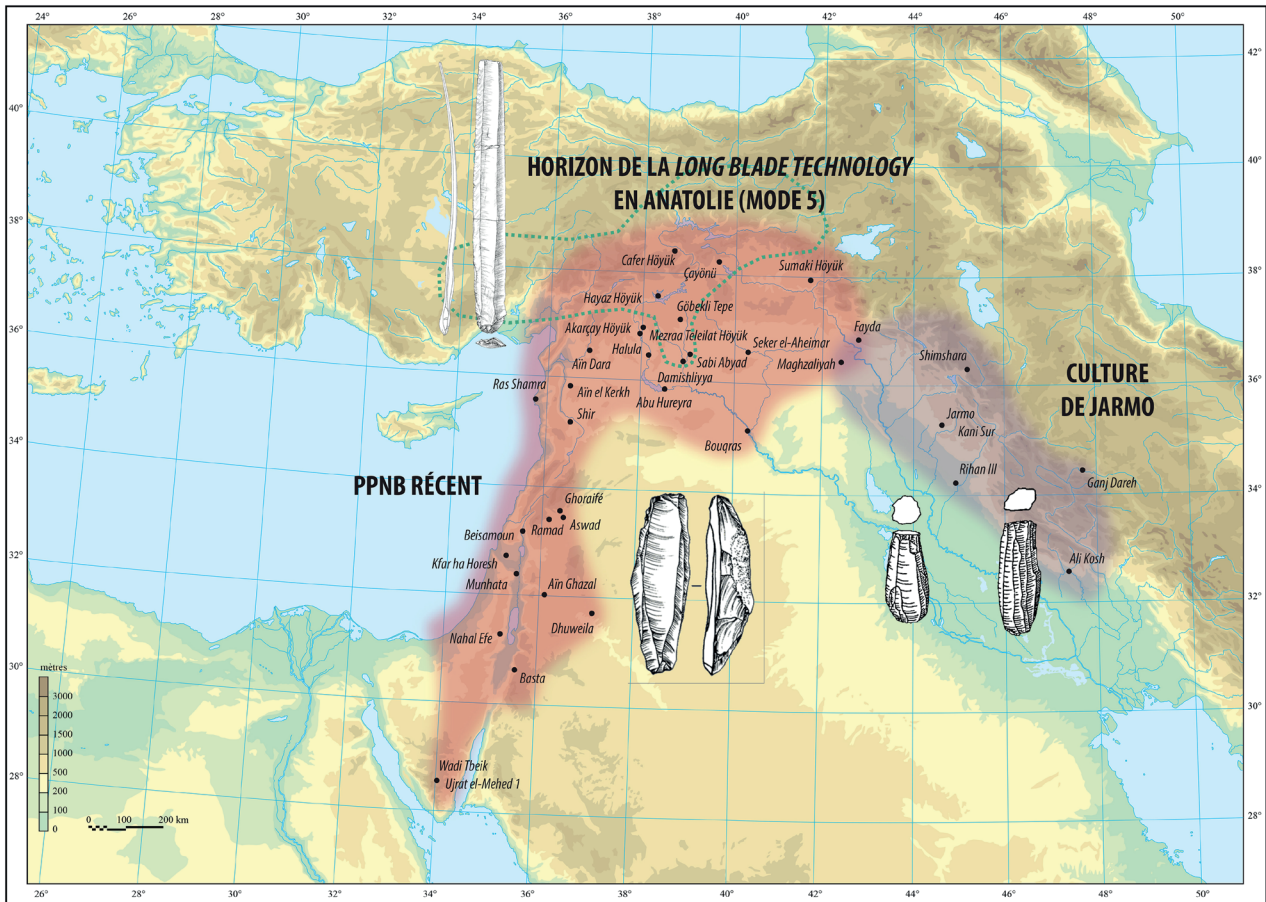 24°
26°
28°
30°
32°
34°
36°
38°
40°
42°
44°
46°
48°
50°
42°
40°
38°
36°
34°
32°
30°
28°
40°
38°
36°
34°
32°
30°
28°
HORIZON DE LA LONG BLADE TECHNOLOGY
EN ANATOLIE (MODE 5)
Cafer Höyük
Çayönü
Sumaki Höyük
Hayaz Höyük
Göbekli Tepe
Akarçay Höyük
Mezraa Teleilat Höyük
Fayda
Halula
Seker el-Aheimar
Shimshara
Aïn Dara
Sabi Abyad
Maghzaliyah
CULTURE
DE JARMO
Damishliyya
Ras Shamra
Aïn el Kerkh
Abu Hureyra
Shir
Jarmo
Kani Sur
Bouqras
Rihan III
Ganj Dareh
PPNB RÉCENT
Ghoraifé
Aswad
Ramad
Beisamoun
Kfar ha Horesh
Munhata
Aïn Ghazal
Ali Kosh
Dhuweila
Nahal Efe
Basta
Wadi Tbeik
Ujrat el-Mehed 1
mètres
3000
2000
1500
1000
500
200
100
0
0 100 200 km
26°
28°
30°
32°
34°
36°
38°
40°
42°
44°
46°
48°
50°